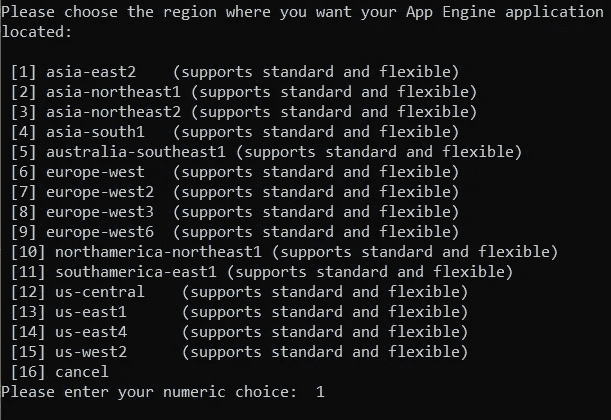 Please choose the region where you want your App Engine application
located:
[1] asia-east2    (supports standard and flexible)
[2] asia-northeast1 (supports standard and flexible)
[3] asia-northeast2 (supports standard and flexible)
[4] asia-south1   (supports standard and flexible)
[5] australia-southeast1 (supports standard and flexible)
[6] europe-west   (supports standard and flexible)
[7] europe-west2  (supports standard and flexible)
[8] europe-west3  (supports standard and flexible)
[9] europe-west6  (supports standard and flexible)
[10] northamerica-northeast1 (supports standard and flexible)
[11] southamerica-east1 (supports standard and flexible)
[12] us-central    (supports standard and flexible)
[13] us-east1      (supports standard and flexible)
[14] us-east4      (supports standard and flexible)
[15] us-west2      (supports standard and flexible)
[16] cancel
Please enter your numeric choice:  1